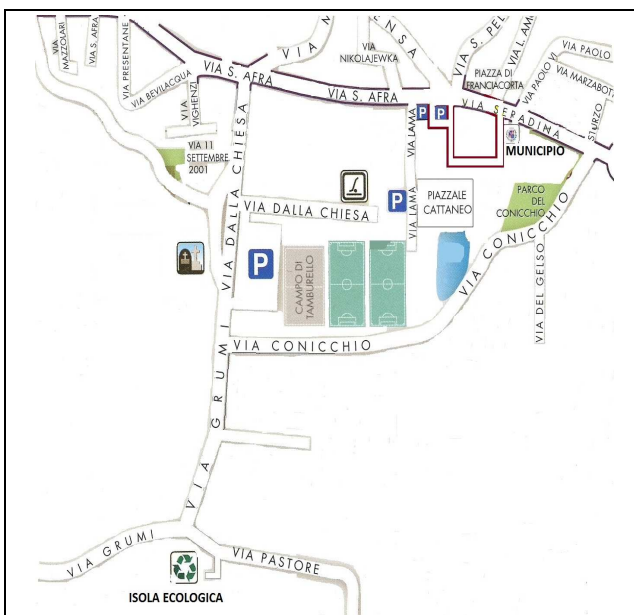 VIA
MAZZOLARI
VIA S. AFRA
VIA PRESENTANE
VIA BEVILACQUA
VIA
VIGHENZI
VIA S. AFRA
VIA
NIKOLAJEWKA
VIA S. AFRA
PIAZZA DI
FRANCIACORTA
VIA PAOLO VI
VIA PAOLO
VIA MARZABOT
STURZO
VIA SERADINA
P
P
MUNICIPIO
VIA LAMA
VIA 11
SETTEMBRE
2001
VIA DALLA CHIESA
VIA DALLA CHIESA
P
VIA LAMA
PIAZZALE
CATTANEO
PARCO
DEL
CONICCHIO
VIA CONICCHIO
VIA DEL GELSO
P
CAMPO DI
TAMBURELLO
VIA CONICCHIO
VIA GRUMI
VIA GRUMI
VIA PASTORE
ISOLA ECOLOGICA